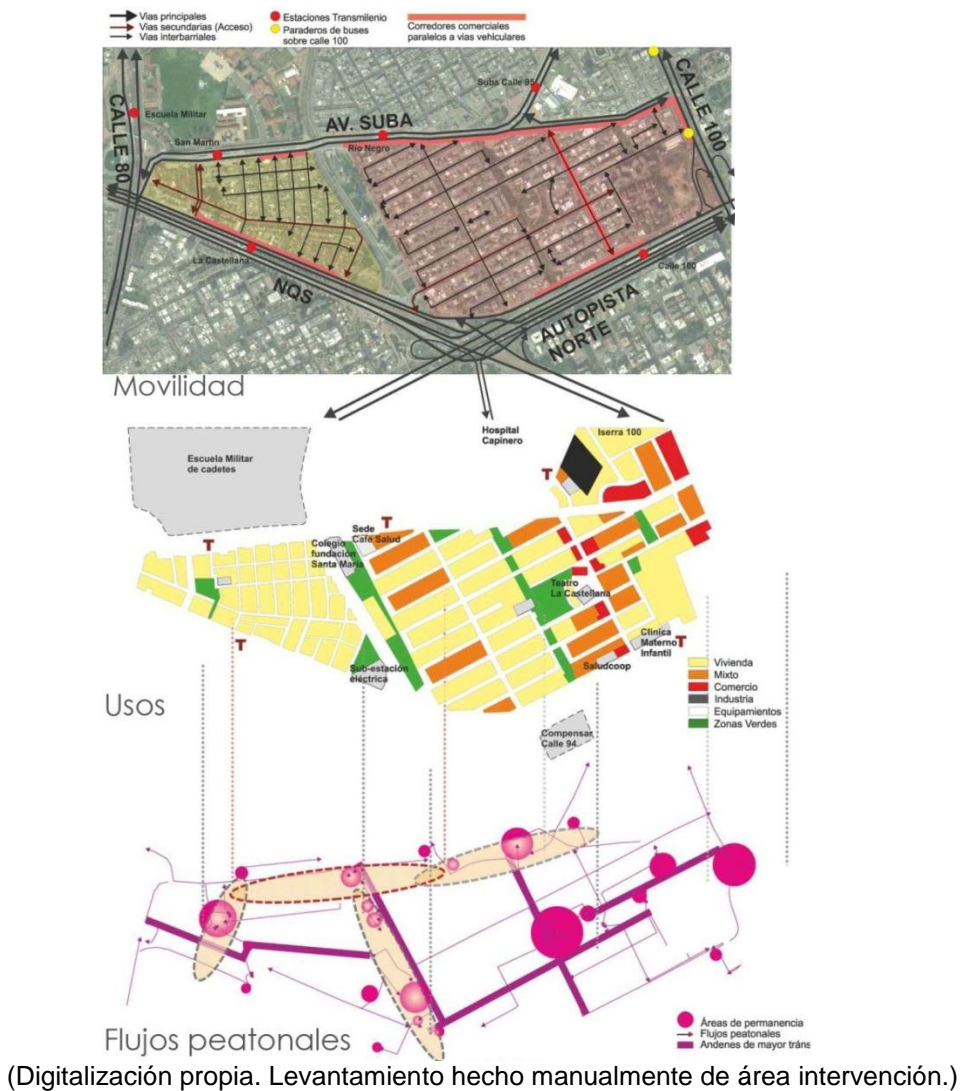 Vias principales
Vias secundarias (Acceso)
Vias interbarriales
Estaciones Transmilenio
Paraderos de buses
sobre calle 100
Corredores comerciales
paralelos a vias vehiculares
CALLE 80
Escuela Militar
San Martin
AV. SUBA
Rio Negro
Suba Calle 95
CALLE 100
La Castellana
NQS
Calle 100
AUTOPISTA
NORTE
Movilidad
Hospital
Capinero
Iserra 100
Escuela Militar
de cadetes
T
T
T
Sede
Café Salud
Colegio
fundación
Santa Maria
Teatro
La Castellana
T
Clínica
Materno
Infantil
T
Sub-estación
eléctrica
Saludcoop
Vivienda
Mixto
Comercio
Industria
Equipamientos
Zonas Verdes
Usos
Compensar
Calle 94
Áreas de permanencia
Flujos peatonales
Andenes de mayor tráns
Flujos peatonales
(Digitalización propia. Levantamiento hecho manualmente de área intervención.)